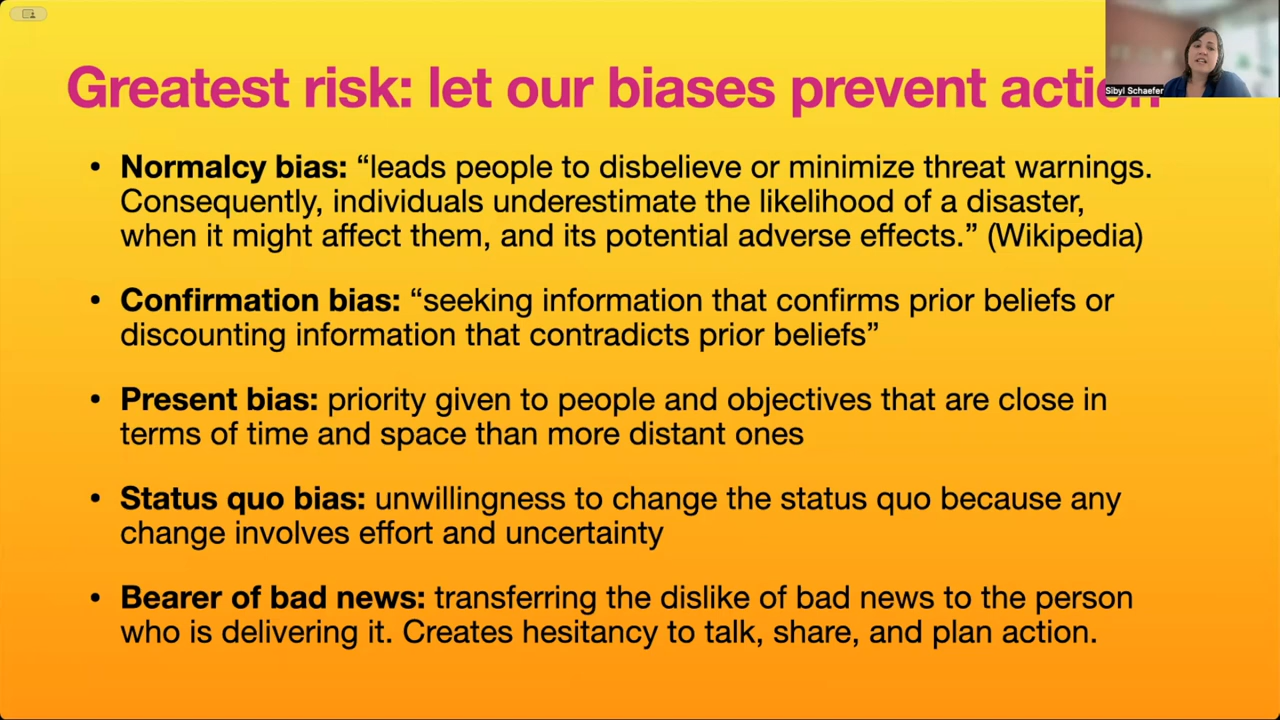 Greatest risk: let our biases prevent action
Sibyl Schaefer
• Normalcy bias: “leads people to disbelieve or minimize threat warnings.
Consequently, individuals underestimate the likelihood of a disaster,
when it might affect them, and its potential adverse effects.” (Wikipedia)
• Confirmation bias: “seeking information that confirms prior beliefs or
discounting information that contradicts prior beliefs”
• Present bias: priority given to people and objectives that are close in
terms of time and space than more distant ones
• Status quo bias: unwillingness to change the status quo because any
change involves effort and uncertainty
• Bearer of bad news: transferring the dislike of bad news to the person
who is delivering it. Creates hesitancy to talk, share, and plan action.